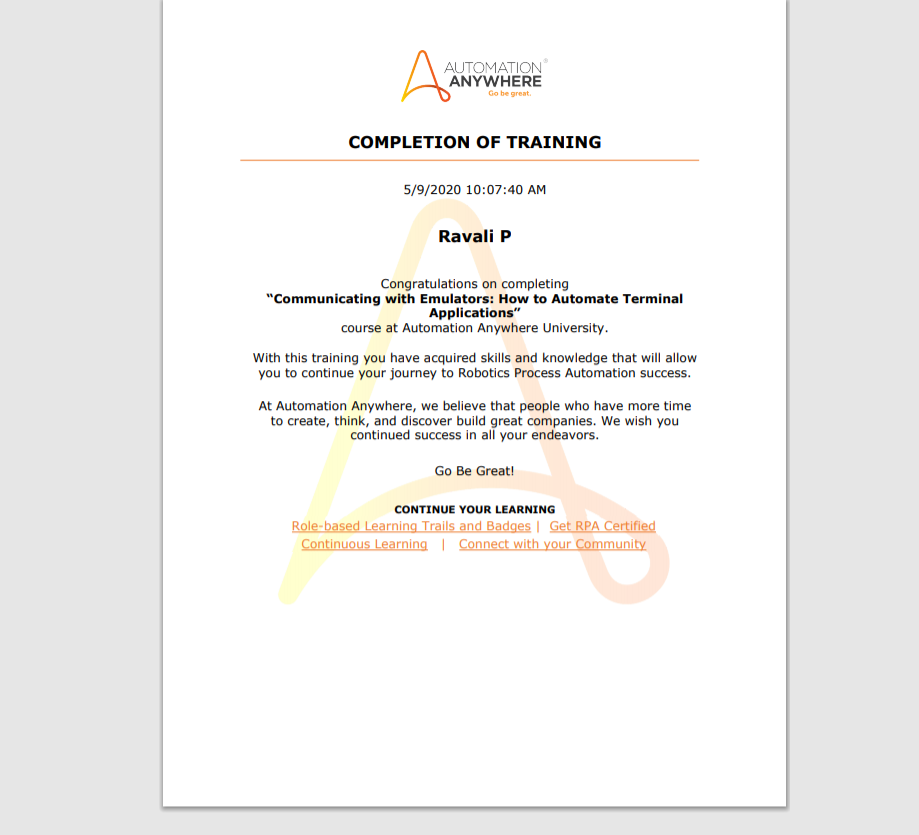 AUTOMATION®
ANYWHERE
Go be great.
COMPLETION OF TRAINING
5/9/2020 10:07:40 AM
Ravali P
Congratulations on completing
“Communicating with Emulators: How to Automate Terminal
Applications”
course at Automation Anywhere University.
With this training you have acquired skills and knowledge that will allow
you to continue your journey to Robotics Process Automation success.
At Automation Anywhere, we believe that people who have more time
to create, think, and discover build great companies. We wish you
continued success in all your endeavors.
Go Be Great!
CONTINUE YOUR LEARNING
Role-based Learning Trails and Badges | Get RPA Certified
Continuous Learning | Connect with your Community